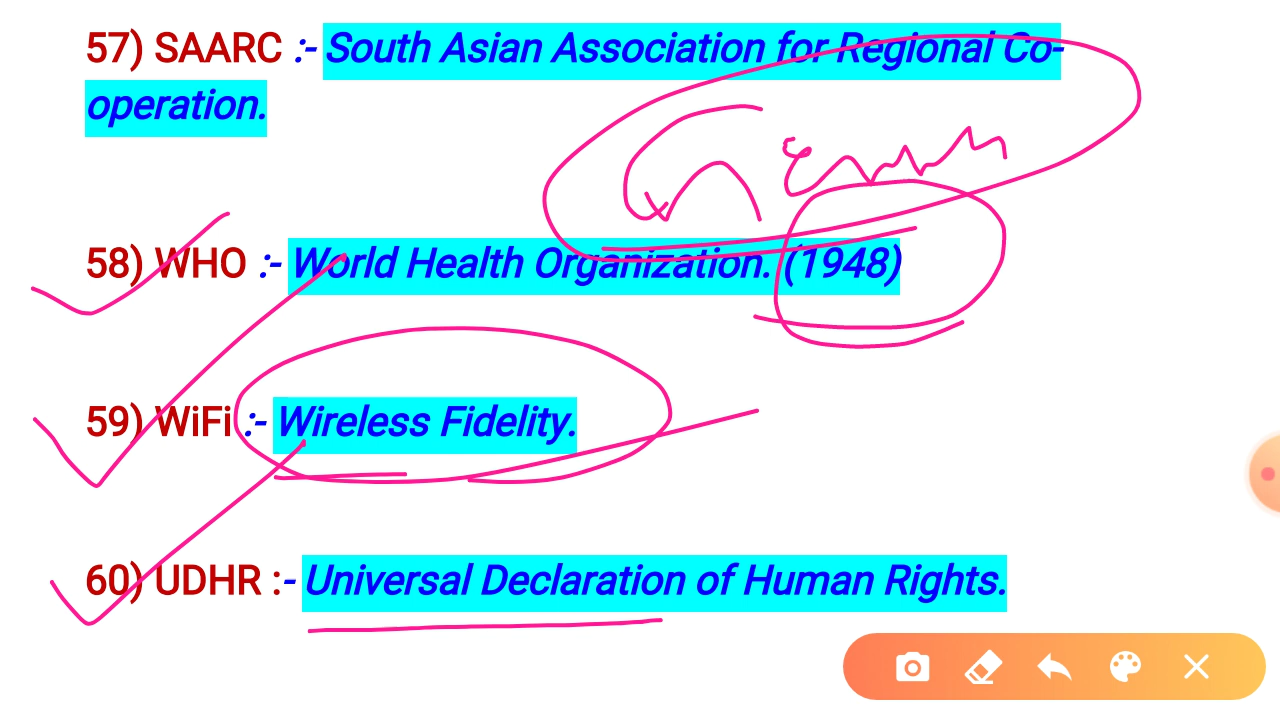 57) SAARC :- South Asian Association for Regional Co-
operation.
58) WHO :- World Health Organization. (1948)
59) WiFi :- Wireless Fidelity.
60) UDHR :- Universal Declaration of Human Rights.